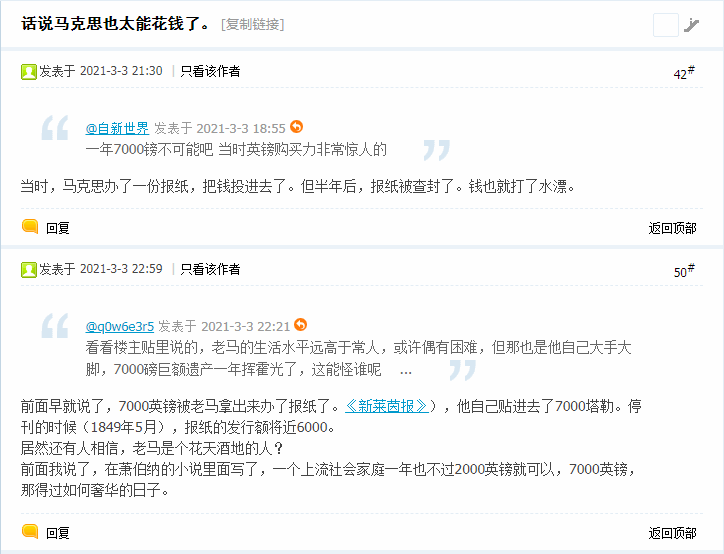 话说马克思也太能花钱了。 [复制链接]
发表于 2021-3-3 21:30 | 只看该作者
42#
@自新世界 发表于 2021-3-3 18:55
一年7000镑不可能吧 当时英镑购买力非常惊人的
当时，马克思办了一份报纸，把钱投进去了。但半年后，报纸被查封了。钱也就打了水漂。
回复
返回顶部
发表于 2021-3-3 22:59 | 只看该作者
50#
@q0w6e3r5 发表于 2021-3-3 22:21
看看楼主贴里说的，老马的生活水平远高于常人，或许偶有困难，但那也是他自己大手大
脚，7000磅巨额遗产一年挥霍光了，这能怪谁呢 ...
前面早就说了，7000英镑被老马拿出来办了报纸了。《新莱茵报》），他自己贴进去了7000塔勒。停
刊的时候（1849年5月），报纸的发行额将近6000。
居然还有人相信，老马是个花天酒地的人？
前面我说了，在萧伯纳的小说里面写了，一个上流社会家庭一年也不过2000英镑就可以，7000英镑，
那得过如何奢华的日子。
回复
返回顶部